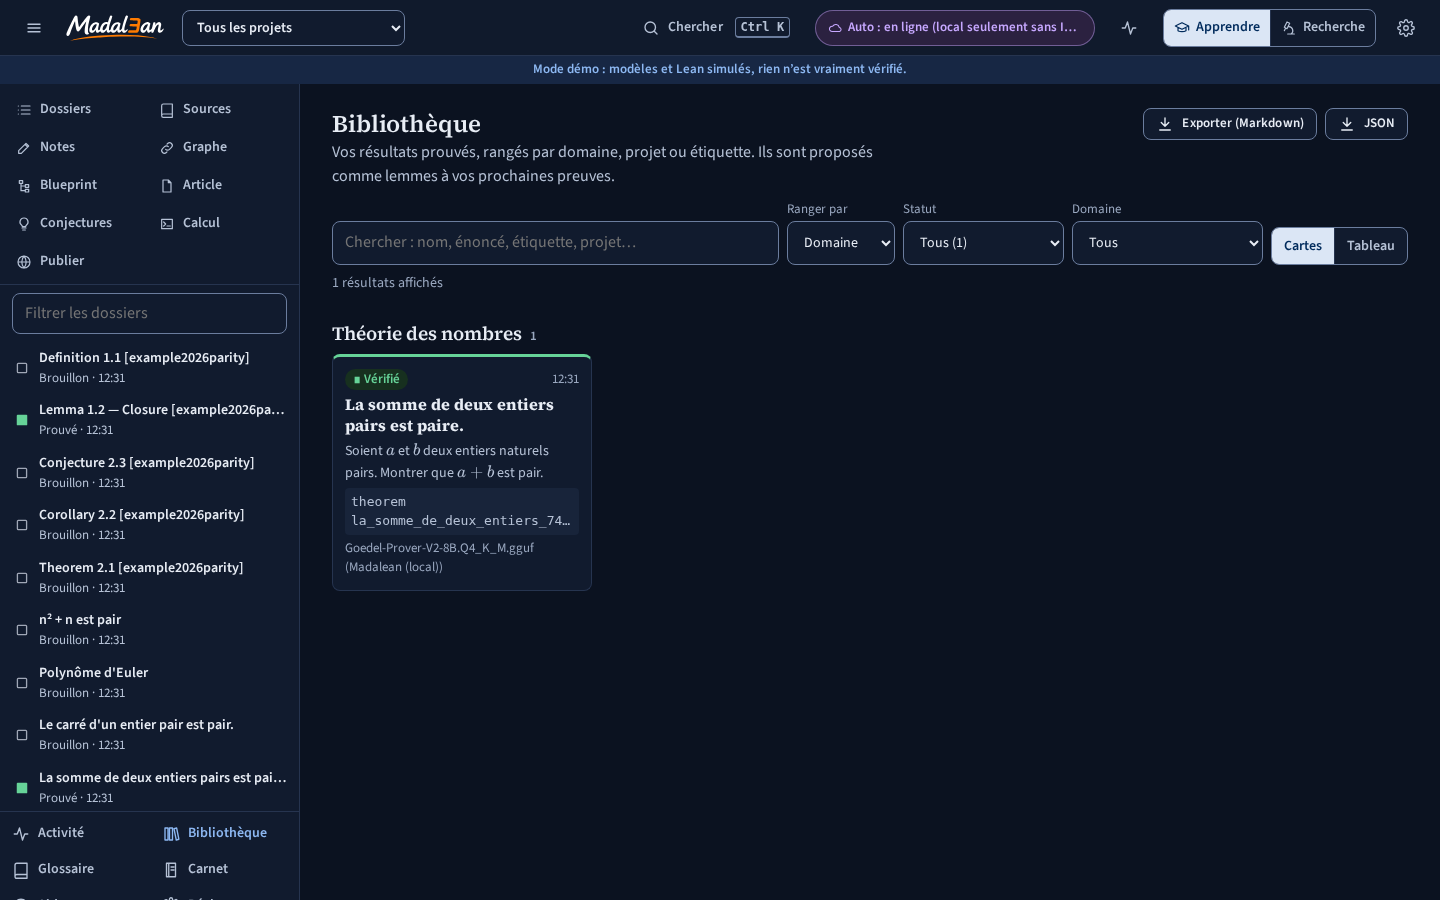 MadalƎan
Tous les projets
Chercher
Ctrl K
Auto : en ligne (local seulement sans I…
Apprendre
Recherche
Mode démo : modèles et Lean simulés, rien n’est vraiment vérifié.
Dossiers
Sources
Notes
Graphe
Blueprint
Article
Conjectures
Calcul
Publier
Filtrer les dossiers
Definition 1.1 [example2026parity]
Brouillon · 12:31
Lemma 1.2 — Closure [example2026pa…
Prouvé · 12:31
Conjecture 2.3 [example2026parity]
Brouillon · 12:31
Corollary 2.2 [example2026parity]
Brouillon · 12:31
Theorem 2.1 [example2026parity]
Brouillon · 12:31
n² + n est pair
Brouillon · 12:31
Polynôme d'Euler
Brouillon · 12:31
Le carré d'un entier pair est pair.
Brouillon · 12:31
La somme de deux entiers pairs est pai…
Prouvé · 12:31
Activité
Bibliothèque
Glossaire
Carnet
Bibliothèque
Vos résultats prouvés, rangés par domaine, projet ou étiquette. Ils sont proposés
comme lemmes à vos prochaines preuves.
Exporter (Markdown)
JSON
Chercher : nom, énoncé, étiquette, projet…
Ranger par
Domaine
Statut
Tous (1)
Domaine
Tous
Cartes
Tableau
1 résultats affichés
Théorie des nombres 1
Vérifié
12:31
La somme de deux entiers
pairs est paire.
Soient a et b deux entiers naturels
pairs. Montrer que a + b est pair.
theorem
la_somme_de_deux_entiers_74…
Goedel-Prover-V2-8B.Q4_K_M.gguf
(Madalean (local))